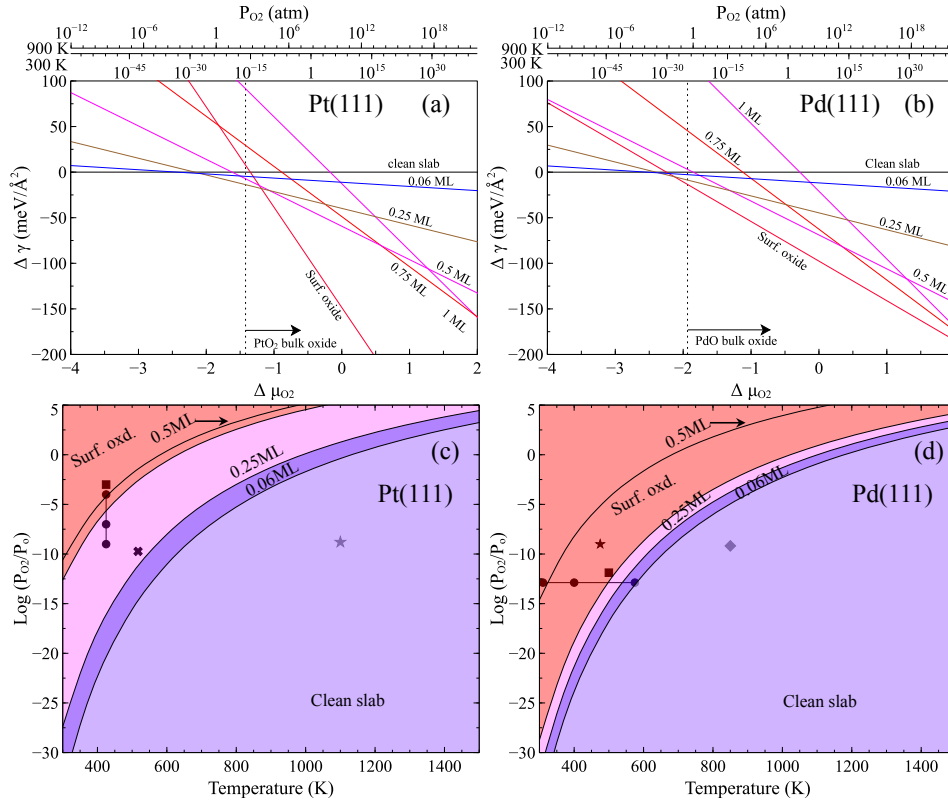 P_O2 (atm) P_O2 (atm)
10^−12 10^−6 1 10^6 10^12 10^18 10^−12 10^−6 1 10^6 10^12 10^18
900 K 900 K
300 K 300 K
10^−45 10^−30 10^−15 1 10^15 10^30 10^−45 10^−30 10^−15 1 10^15 10^30
100 100
Pt(111) (a) Pd(111) (b)
1 ML
50 50
0.75 ML
clean slab Clean slab
0 0
0.06 ML 0.06 ML
Δ γ (meV/Å²)
0.25 ML 0.25 ML
−50 −50
Surf. oxide
0.75 ML 0.5 ML 0.5 ML
−100 −100
Surf. oxide
1 ML 1 ML
−150 −150
PtO2 bulk oxide PdO bulk oxide
−200 −200
−4 −3 −2 −1 0 1 2 −4 −3 −2 −1 0 1
Δ μ_O2 Δ μ_O2
5 5
(c) (d)
0.5ML 0.5ML
Surf. oxd. Surf. oxd.
0 0
0.25ML 0.25ML
0.06ML 0.06ML
Pt(111) Pd(111)
−5 −5
−10 −10
Log (P_O2/P_o) Log (P_O2/P_o)
−15 −15
−20 −20
−25 −25
Clean slab Clean slab
−30 −30
400 600 800 1000 1200 1400 400 600 800 1000 1200 1400
Temperature (K) Temperature (K)